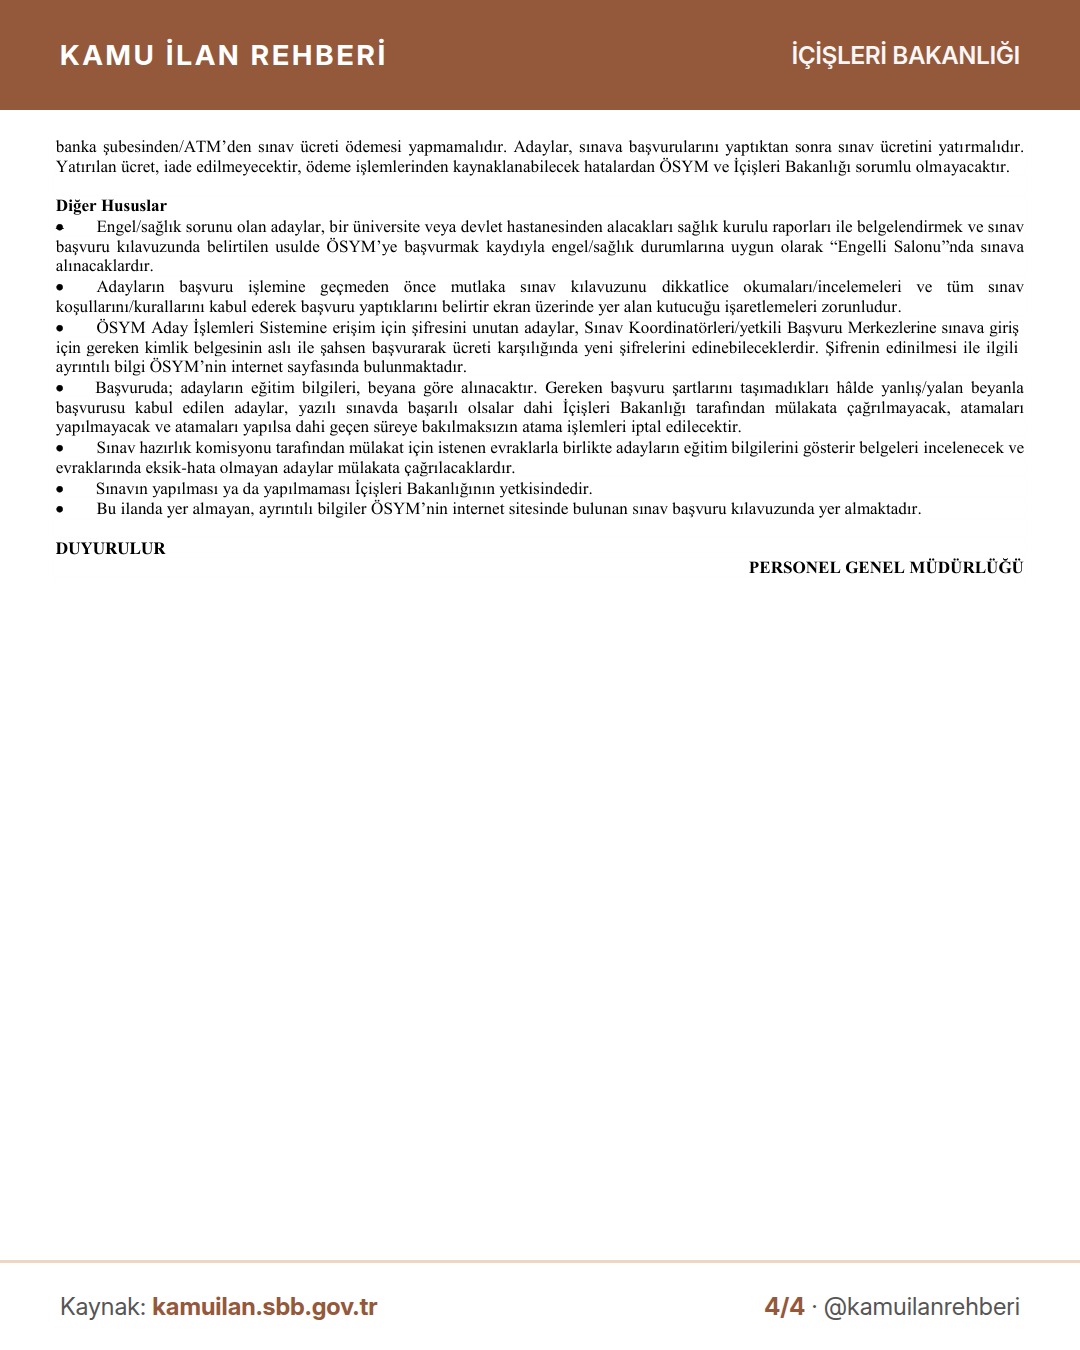 KAMU İLAN REHBERİ
İÇİŞLERİ BAKANLIĞI
banka şubesinden/ATM’den sınav ücreti ödemesi yapmamalıdır. Adaylar, sınava başvurularını yaptıktan sonra sınav ücretini yatırmalıdır.
Yatırılan ücret, iade edilmeyecektir, ödeme işlemlerinden kaynaklanabilecek hatalardan ÖSYM ve İçişleri Bakanlığı sorumlu olmayacaktır.
Diğer Hususlar
• Engel/sağlık sorunu olan adaylar, bir üniversite veya devlet hastanesinden alacakları sağlık kurulu raporları ile belgelendirmek ve sınav
başvuru kılavuzunda belirtilen usulde ÖSYM’ye başvurmak kaydıyla engel/sağlık durumlarına uygun olarak “Engelli Salonu”nda sınava
alınacaklardır.
• Adayların başvuru işlemine geçmeden önce mutlaka sınav kılavuzunu dikkatlice okumaları/incelemeleri ve tüm sınav
koşullarını/kurallarını kabul ederek başvuru yaptıklarını belirtir ekran üzerinde yer alan kutucuğu işaretlemeleri zorunludur.
• ÖSYM Aday İşlemleri Sistemine erişim için şifresini unutan adaylar, Sınav Koordinatörleri/yetkili Başvuru Merkezlerine sınava giriş
için gereken kimlik belgesinin aslı ile şahsen başvurarak ücreti karşılığında yeni şifrelerini edinebileceklerdir. Şifrenin edinilmesi ile ilgili
ayrıntılı bilgi ÖSYM’nin internet sayfasında bulunmaktadır.
• Başvuruda; adayların eğitim bilgileri, beyana göre alınacaktır. Gereken başvuru şartlarını taşımadıkları hâlde yanlış/yalan beyanla
başvurusu kabul edilen adaylar, yazılı sınavda başarılı olsalar dahi İçişleri Bakanlığı tarafından mülakata çağrılmayacak, atamaları
yapılmayacak ve atamaları yapılsa dahi geçen süreye bakılmaksızın atama işlemleri iptal edilecektir.
• Sınav hazırlık komisyonu tarafından mülakat için istenen evraklarla birlikte adayların eğitim bilgilerini gösterir belgeleri incelenecek ve
evraklarında eksik-hata olmayan adaylar mülakata çağrılacaklardır.
• Sınavın yapılması ya da yapılmaması İçişleri Bakanlığının yetkisindedir.
• Bu ilanda yer almayan, ayrıntılı bilgiler ÖSYM’nin internet sitesinde bulunan sınav başvuru kılavuzunda yer almaktadır.
DUYURULUR
PERSONEL GENEL MÜDÜRLÜĞÜ
Kaynak: kamuilan.sbb.gov.tr
4/4 · @kamuilanrehberi